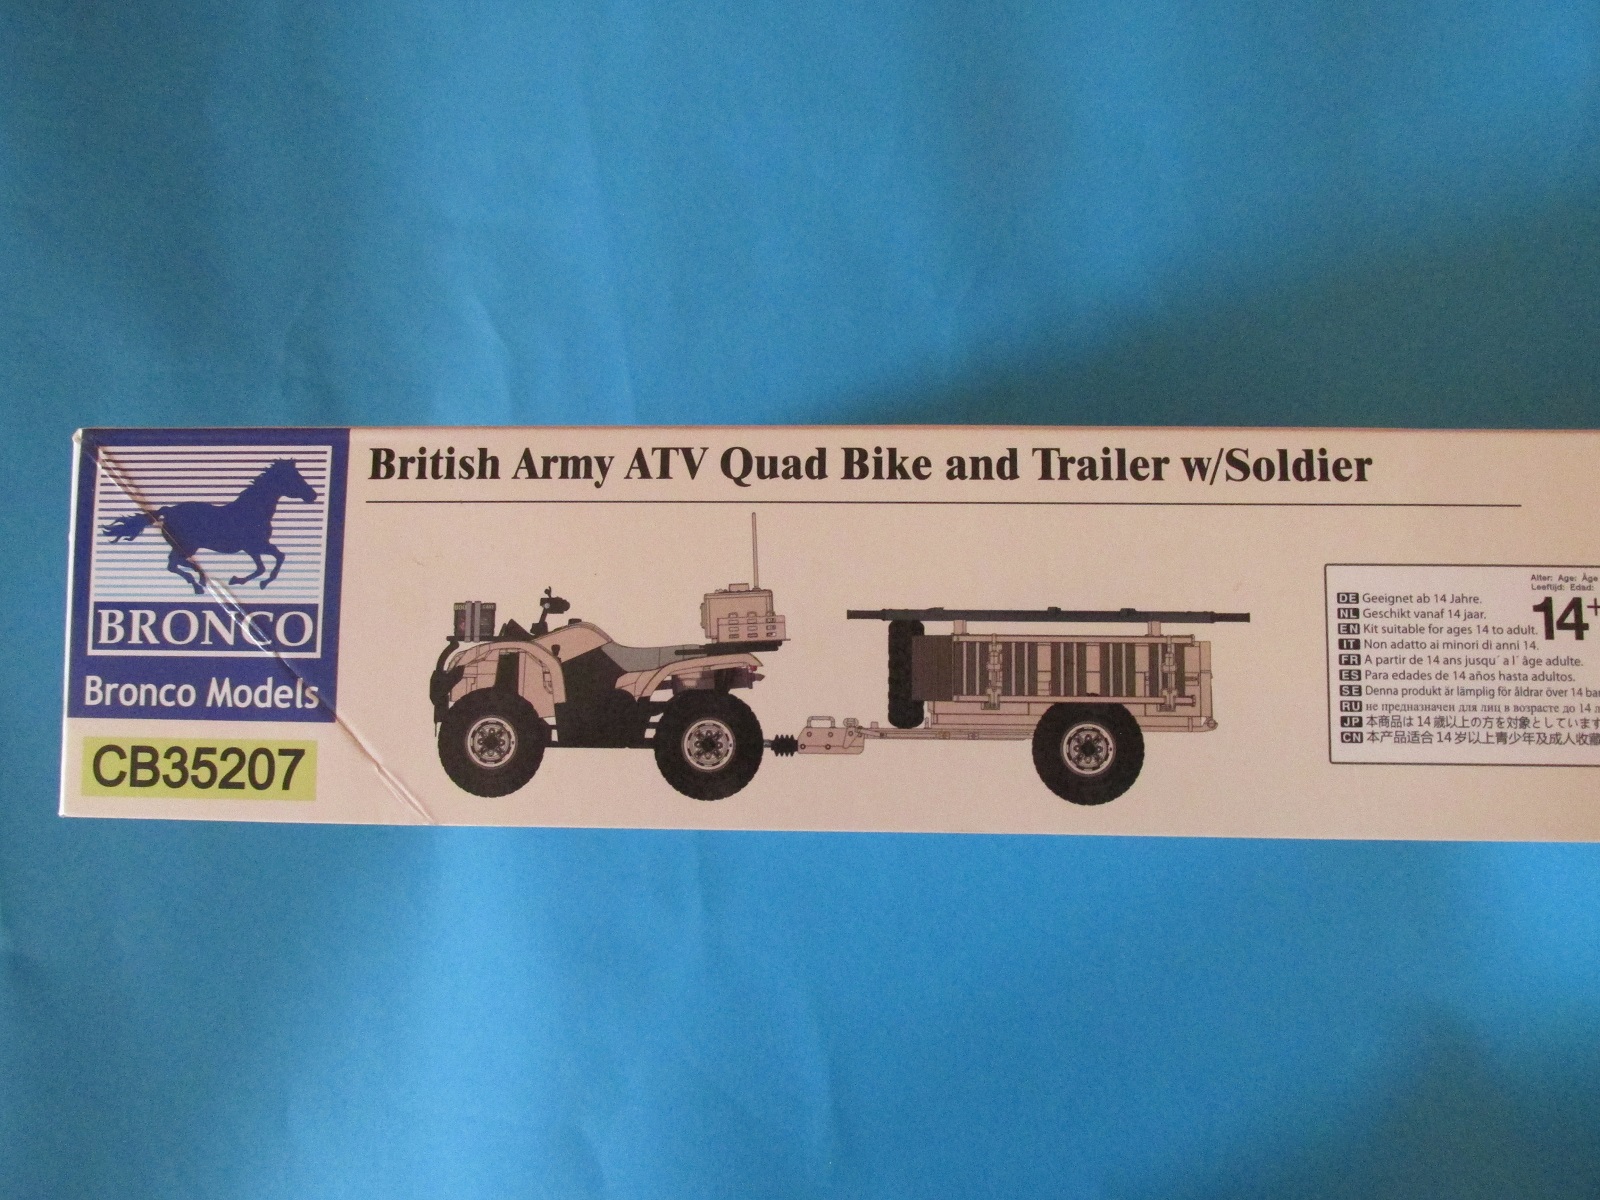 British Army ATV Quad Bike and Trailer w/Soldier
BRONCO
Bronco Models
CB35207
Alter: Age: Âge
Leeftijd: Edad:
14+
DE Geeignet ab 14 Jahre.
NL Geschikt vanaf 14 jaar.
EN Kit suitable for ages 14 to adult.
IT Non adatto ai minori di anni 14.
FR A partir de 14 ans jusqu´ a l´ âge adulte.
ES Para edades de 14 años hasta adultos.
SE Denna produkt är lämplig för åldrar över 14
RU не предназначен для лиц в возрасте до 14
JP 本商品は14歳以上の方を対象としています
CN 本产品适合14岁以上青少年及成人收藏